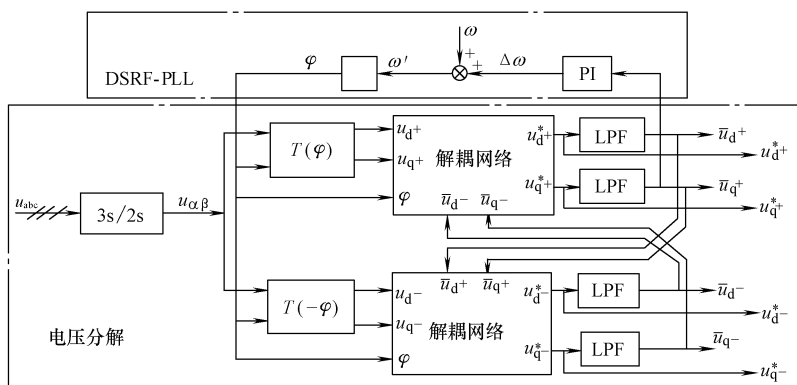 DSRF-PLL
φ
ω′
ω
+
+
Δω
PI
u_abc
3s/2s
u_αβ
T(φ)
u_d+
u_q+
φ
解耦网络
ū_d−
ū_q−
u*_d+
u*_q+
LPF
LPF
ū_d+
u*_d+
ū_q+
u*_q+
T(−φ)
u_d−
u_q−
φ
ū_d+
ū_q+
解耦网络
u*_d−
u*_q−
LPF
LPF
ū_d−
u*_d−
ū_q−
u*_q−
电压分解